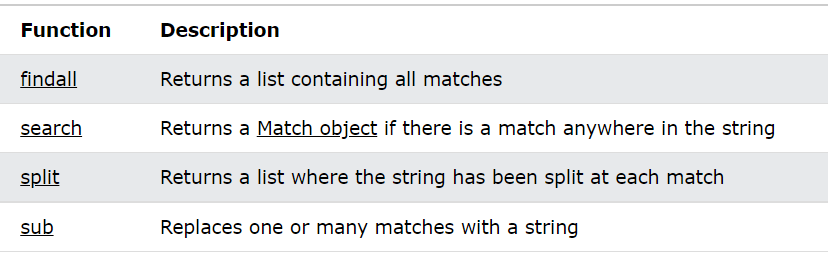 Function Description
findall Returns a list containing all matches
search Returns a Match object if there is a match anywhere in the string
split Returns a list where the string has been split at each match
sub Replaces one or many matches with a string